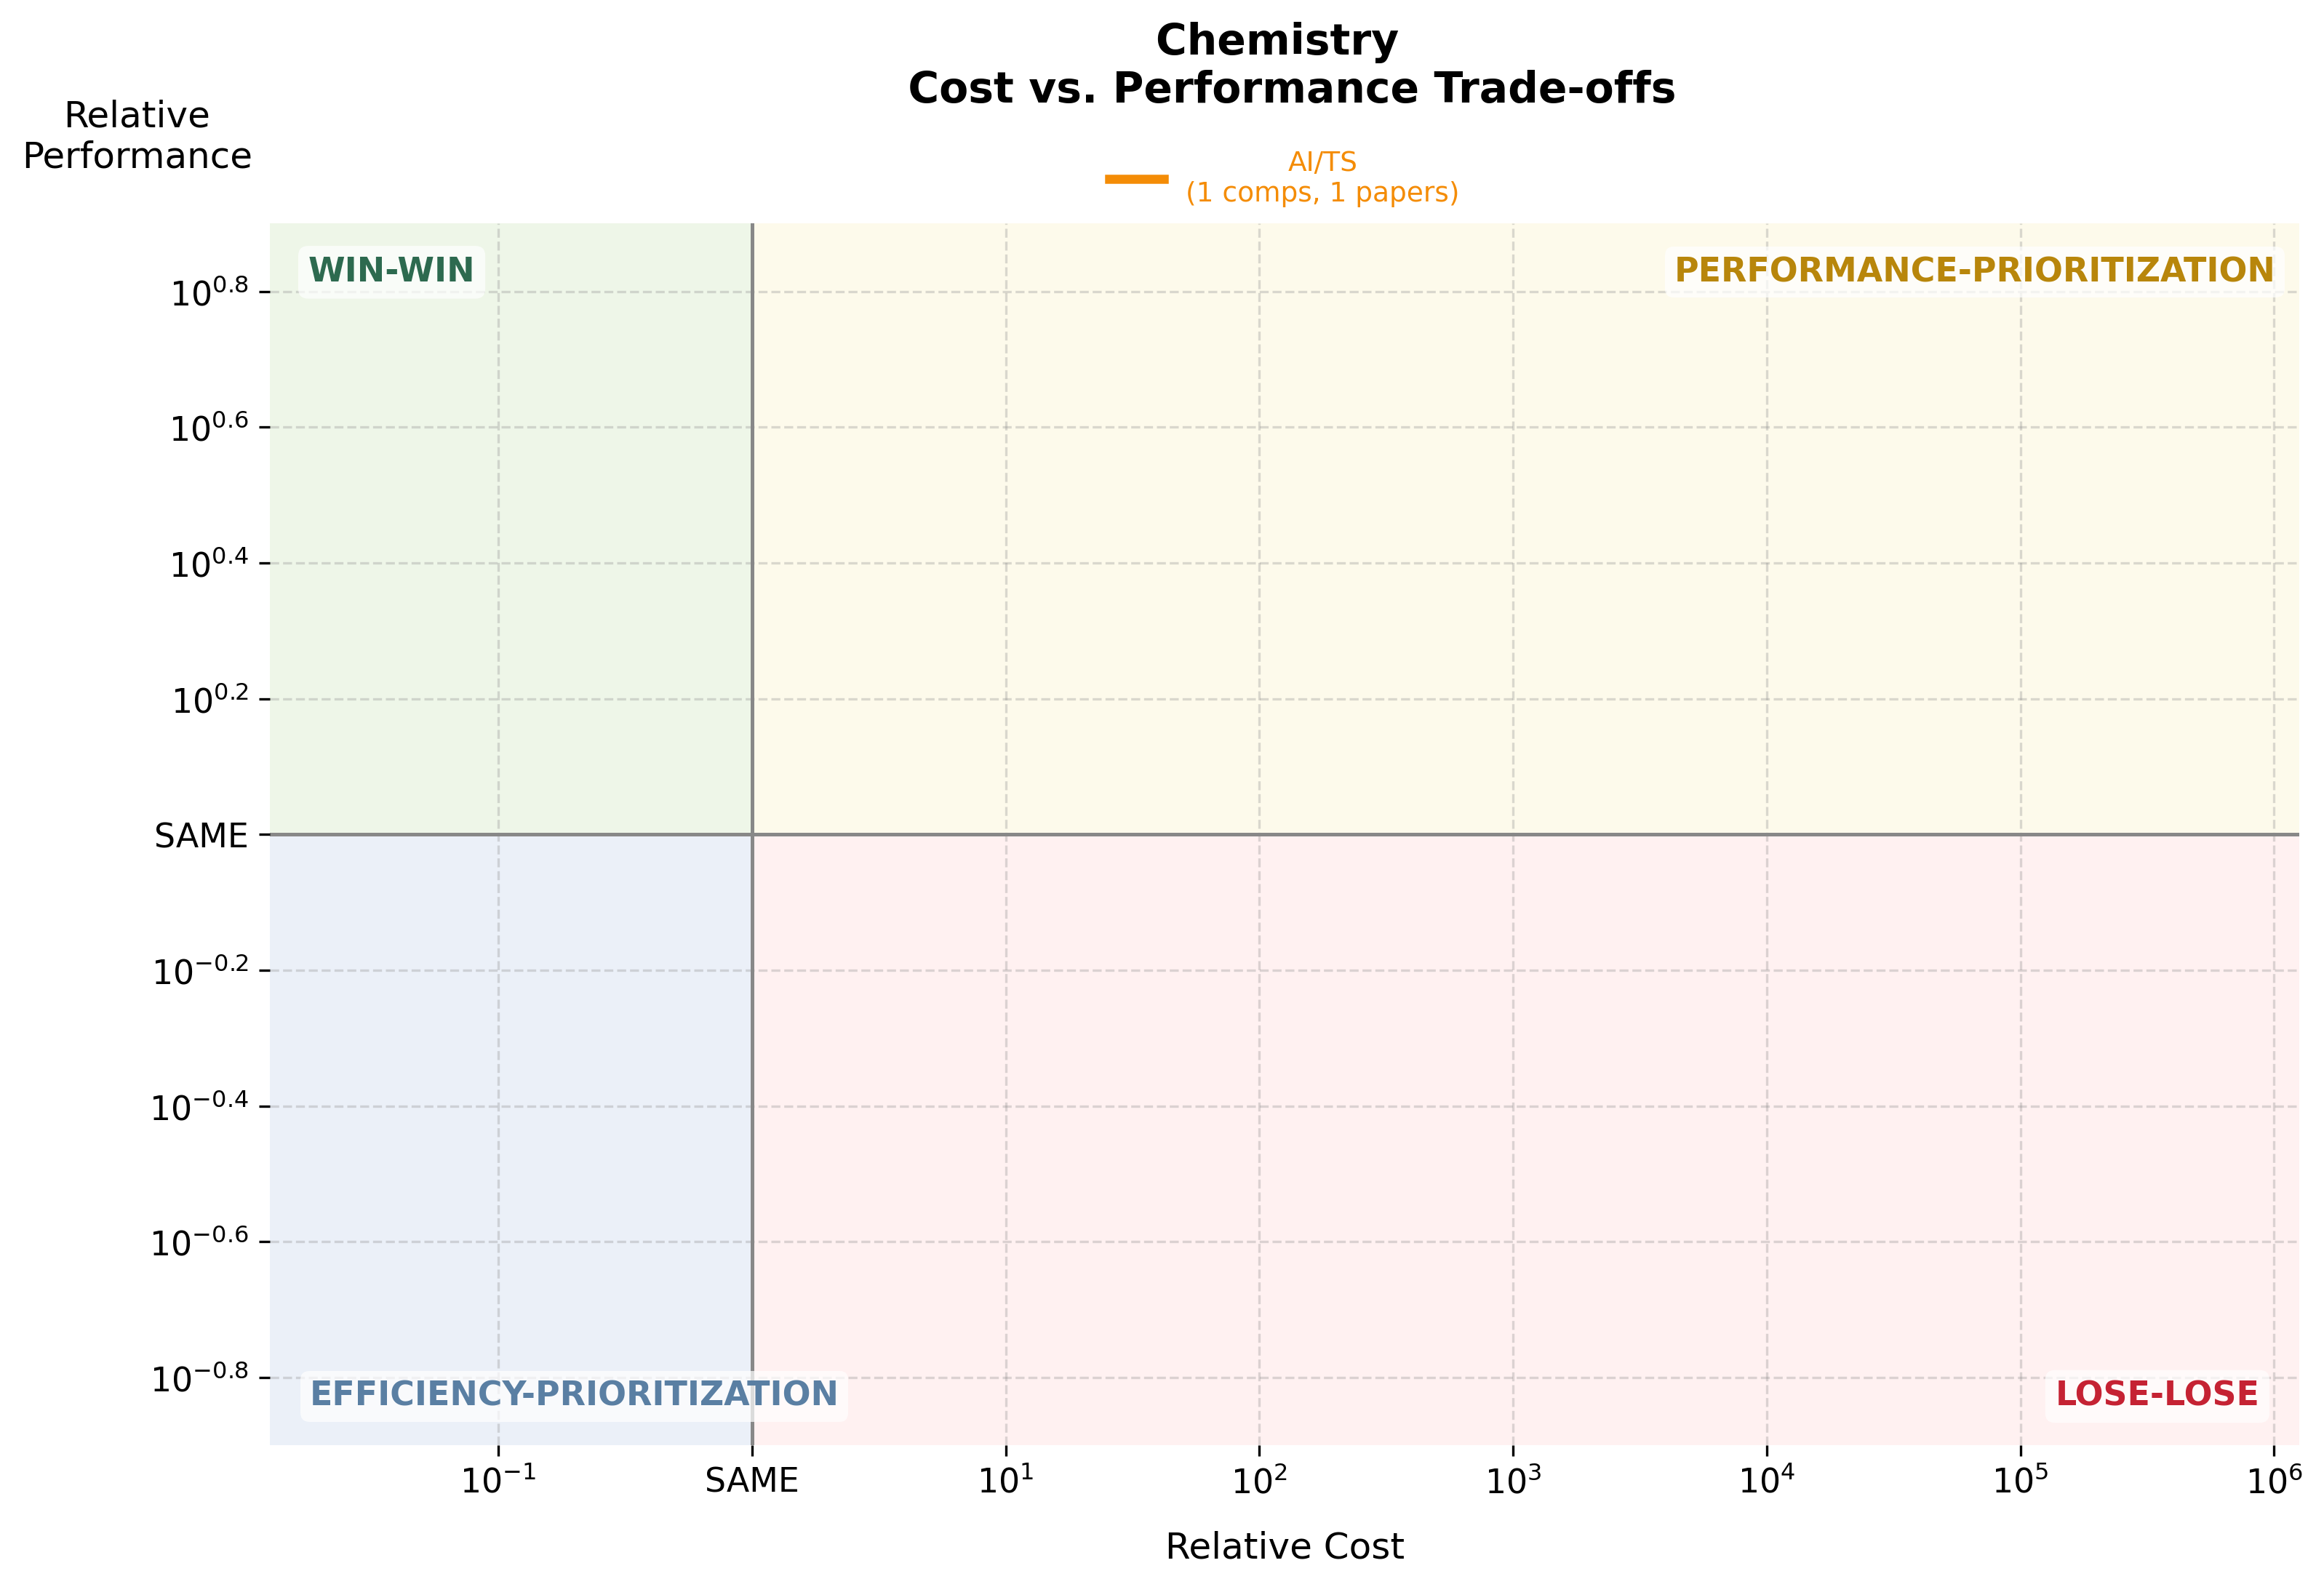 Chemistry
Cost vs. Performance Trade-offs
Relative
Performance
AI/TS
(1 comps, 1 papers)
WIN-WIN
PERFORMANCE-PRIORITIZATION
10^0.8
10^0.6
10^0.4
10^0.2
SAME
10^−0.2
10^−0.4
10^−0.6
10^−0.8
EFFICIENCY-PRIORITIZATION
LOSE-LOSE
10^−1 SAME 10^1 10^2 10^3 10^4 10^5 10^6
Relative Cost